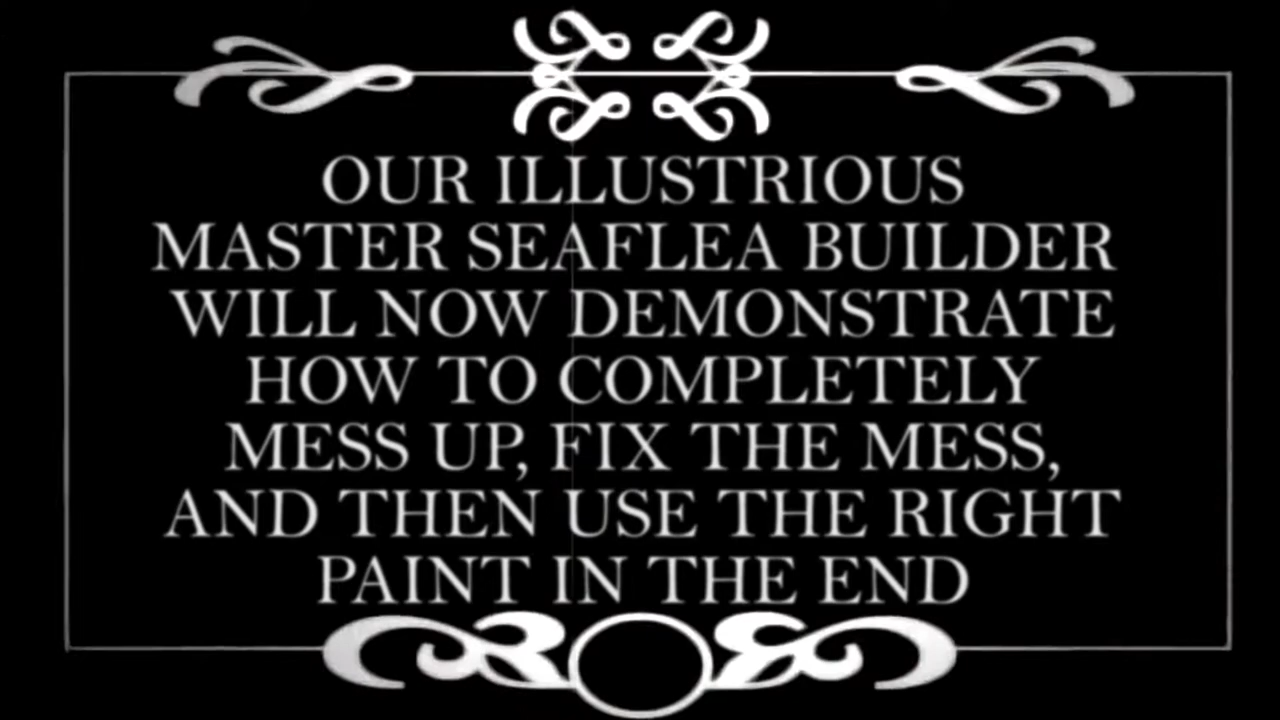 OUR ILLUSTRIOUS
MASTER SEAFLEA BUILDER
WILL NOW DEMONSTRATE
HOW TO COMPLETELY
MESS UP, FIX THE MESS,
AND THEN USE THE RIGHT
PAINT IN THE END